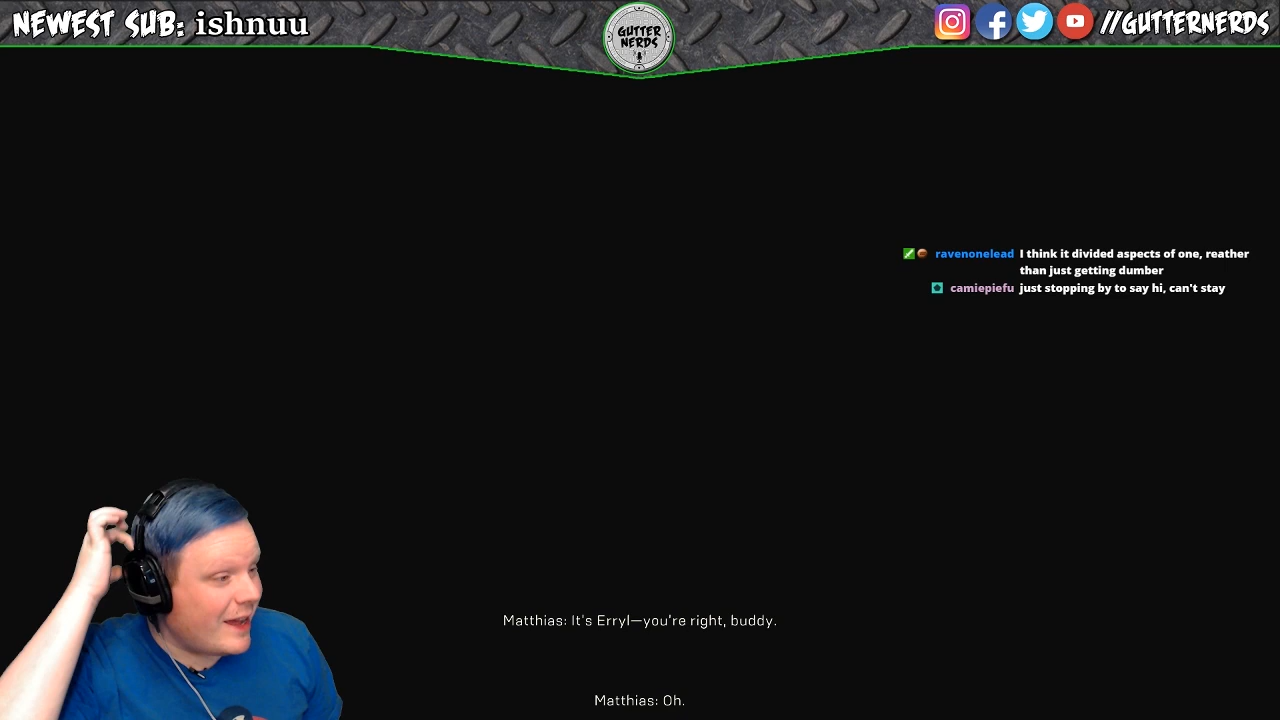 NEWEST SUB: ishnuu
GUTTER
NERDS
//GUTTERNERDS
ravenonelead I think it divided aspects of one, reather
than just getting dumber
camiepiefu just stopping by to say hi, can't stay
Matthias: It's Erryl—you're right, buddy.
Matthias: Oh.